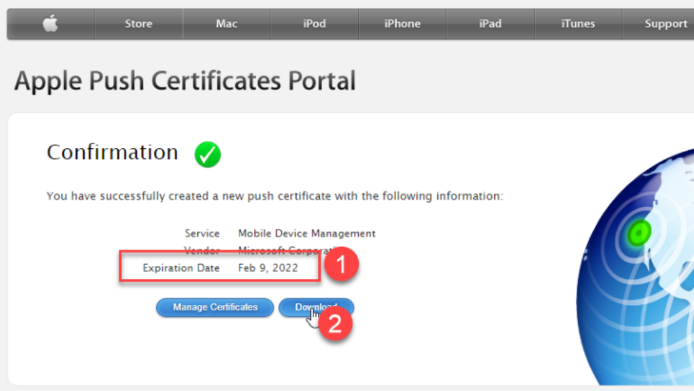 Store Mac iPod iPhone iPad iTunes Support
Apple Push Certificates Portal
Confirmation
You have successfully created a new push certificate with the following information:
Service Mobile Device Management
Vendor Microsoft Corporation
Expiration Date Feb 9, 2022
1
Manage Certificates Download
2